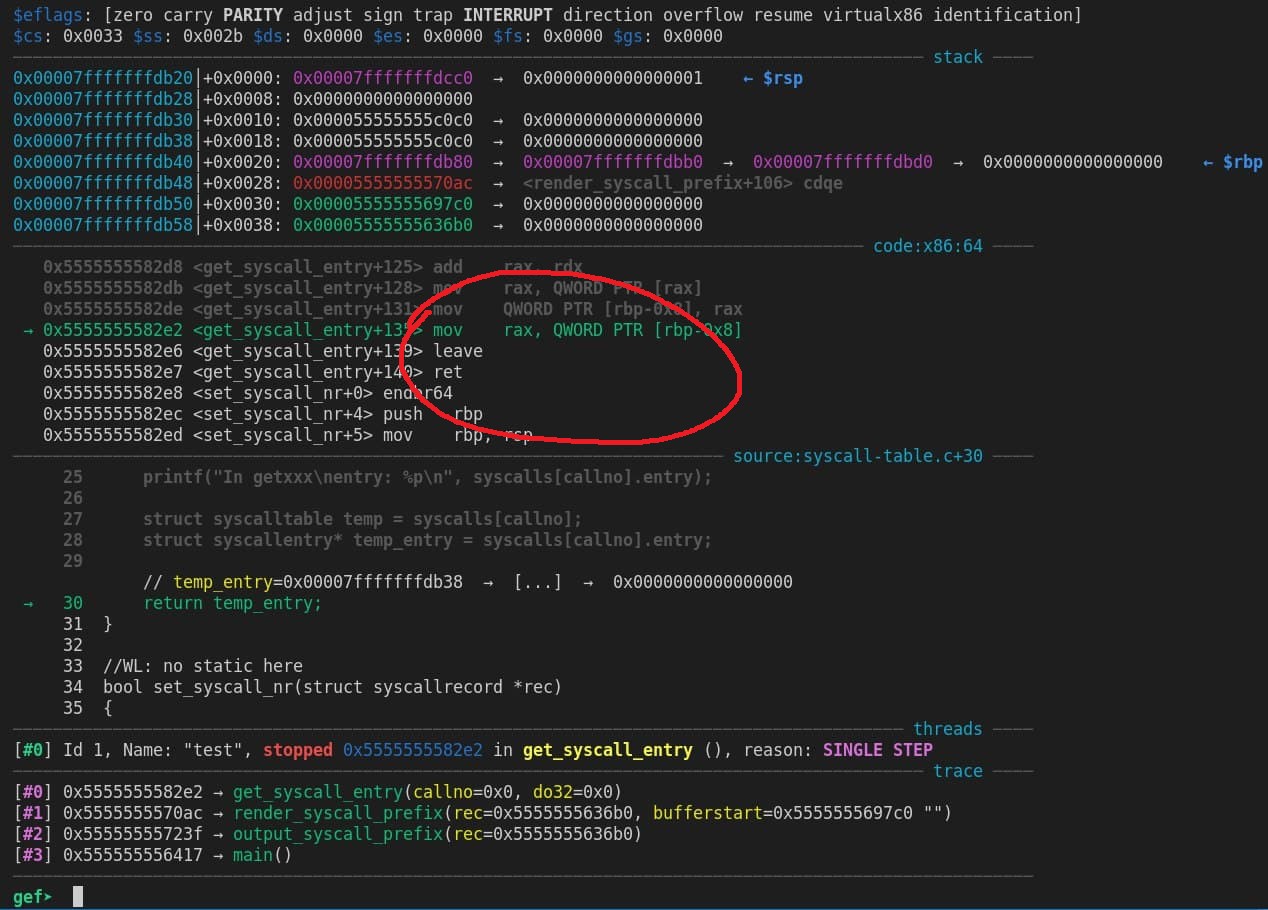 $eflags: [zero carry PARITY adjust sign trap INTERRUPT direction overflow resume virtualx86 identification]
$cs: 0x0033 $ss: 0x002b $ds: 0x0000 $es: 0x0000 $fs: 0x0000 $gs: 0x0000
stack
0x00007fffffffdb20│+0x0000: 0x00007fffffffdcc0 → 0x0000000000000001 ← $rsp
0x00007fffffffdb28│+0x0008: 0x0000000000000000
0x00007fffffffdb30│+0x0010: 0x000055555555c0c0 → 0x0000000000000000
0x00007fffffffdb38│+0x0018: 0x000055555555c0c0 → 0x0000000000000000
0x00007fffffffdb40│+0x0020: 0x00007fffffffdb80 → 0x00007fffffffdbb0 → 0x00007fffffffdbd0 → 0x0000000000000000 ← $rbp
0x00007fffffffdb48│+0x0028: 0x00005555555570ac → <render_syscall_prefix+106> cdqe
0x00007fffffffdb50│+0x0030: 0x00005555555697c0 → 0x0000000000000000
0x00007fffffffdb58│+0x0038: 0x00005555555636b0 → 0x0000000000000000
code:x86:64
0x5555555582d8 <get_syscall_entry+125> add rax, rdx
0x5555555582db <get_syscall_entry+128> mov rax, QWORD PTR [rax]
0x5555555582de <get_syscall_entry+131> mov QWORD PTR [rbp-0x8], rax
→ 0x5555555582e2 <get_syscall_entry+135> mov rax, QWORD PTR [rbp-0x8]
0x5555555582e6 <get_syscall_entry+139> leave
0x5555555582e7 <get_syscall_entry+140> ret
0x5555555582e8 <set_syscall_nr+0> endbr64
0x5555555582ec <set_syscall_nr+4> push rbp
0x5555555582ed <set_syscall_nr+5> mov rbp, rsp
source:syscall-table.c+30
25 printf("In getxxx\nentry: %p\n", syscalls[callno].entry);
26
27 struct syscalltable temp = syscalls[callno];
28 struct syscallentry* temp_entry = syscalls[callno].entry;
29
// temp_entry=0x00007fffffffdb38 → [...] → 0x0000000000000000
→ 30 return temp_entry;
31 }
32
33 //WL: no static here
34 bool set_syscall_nr(struct syscallrecord *rec)
35 {
threads
[#0] Id 1, Name: "test", stopped 0x5555555582e2 in get_syscall_entry (), reason: SINGLE STEP
trace
[#0] 0x5555555582e2 → get_syscall_entry(callno=0x0, do32=0x0)
[#1] 0x5555555570ac → render_syscall_prefix(rec=0x5555555636b0, bufferstart=0x5555555697c0 "")
[#2] 0x55555555723f → output_syscall_prefix(rec=0x5555555636b0)
[#3] 0x555555556417 → main()
gef➤